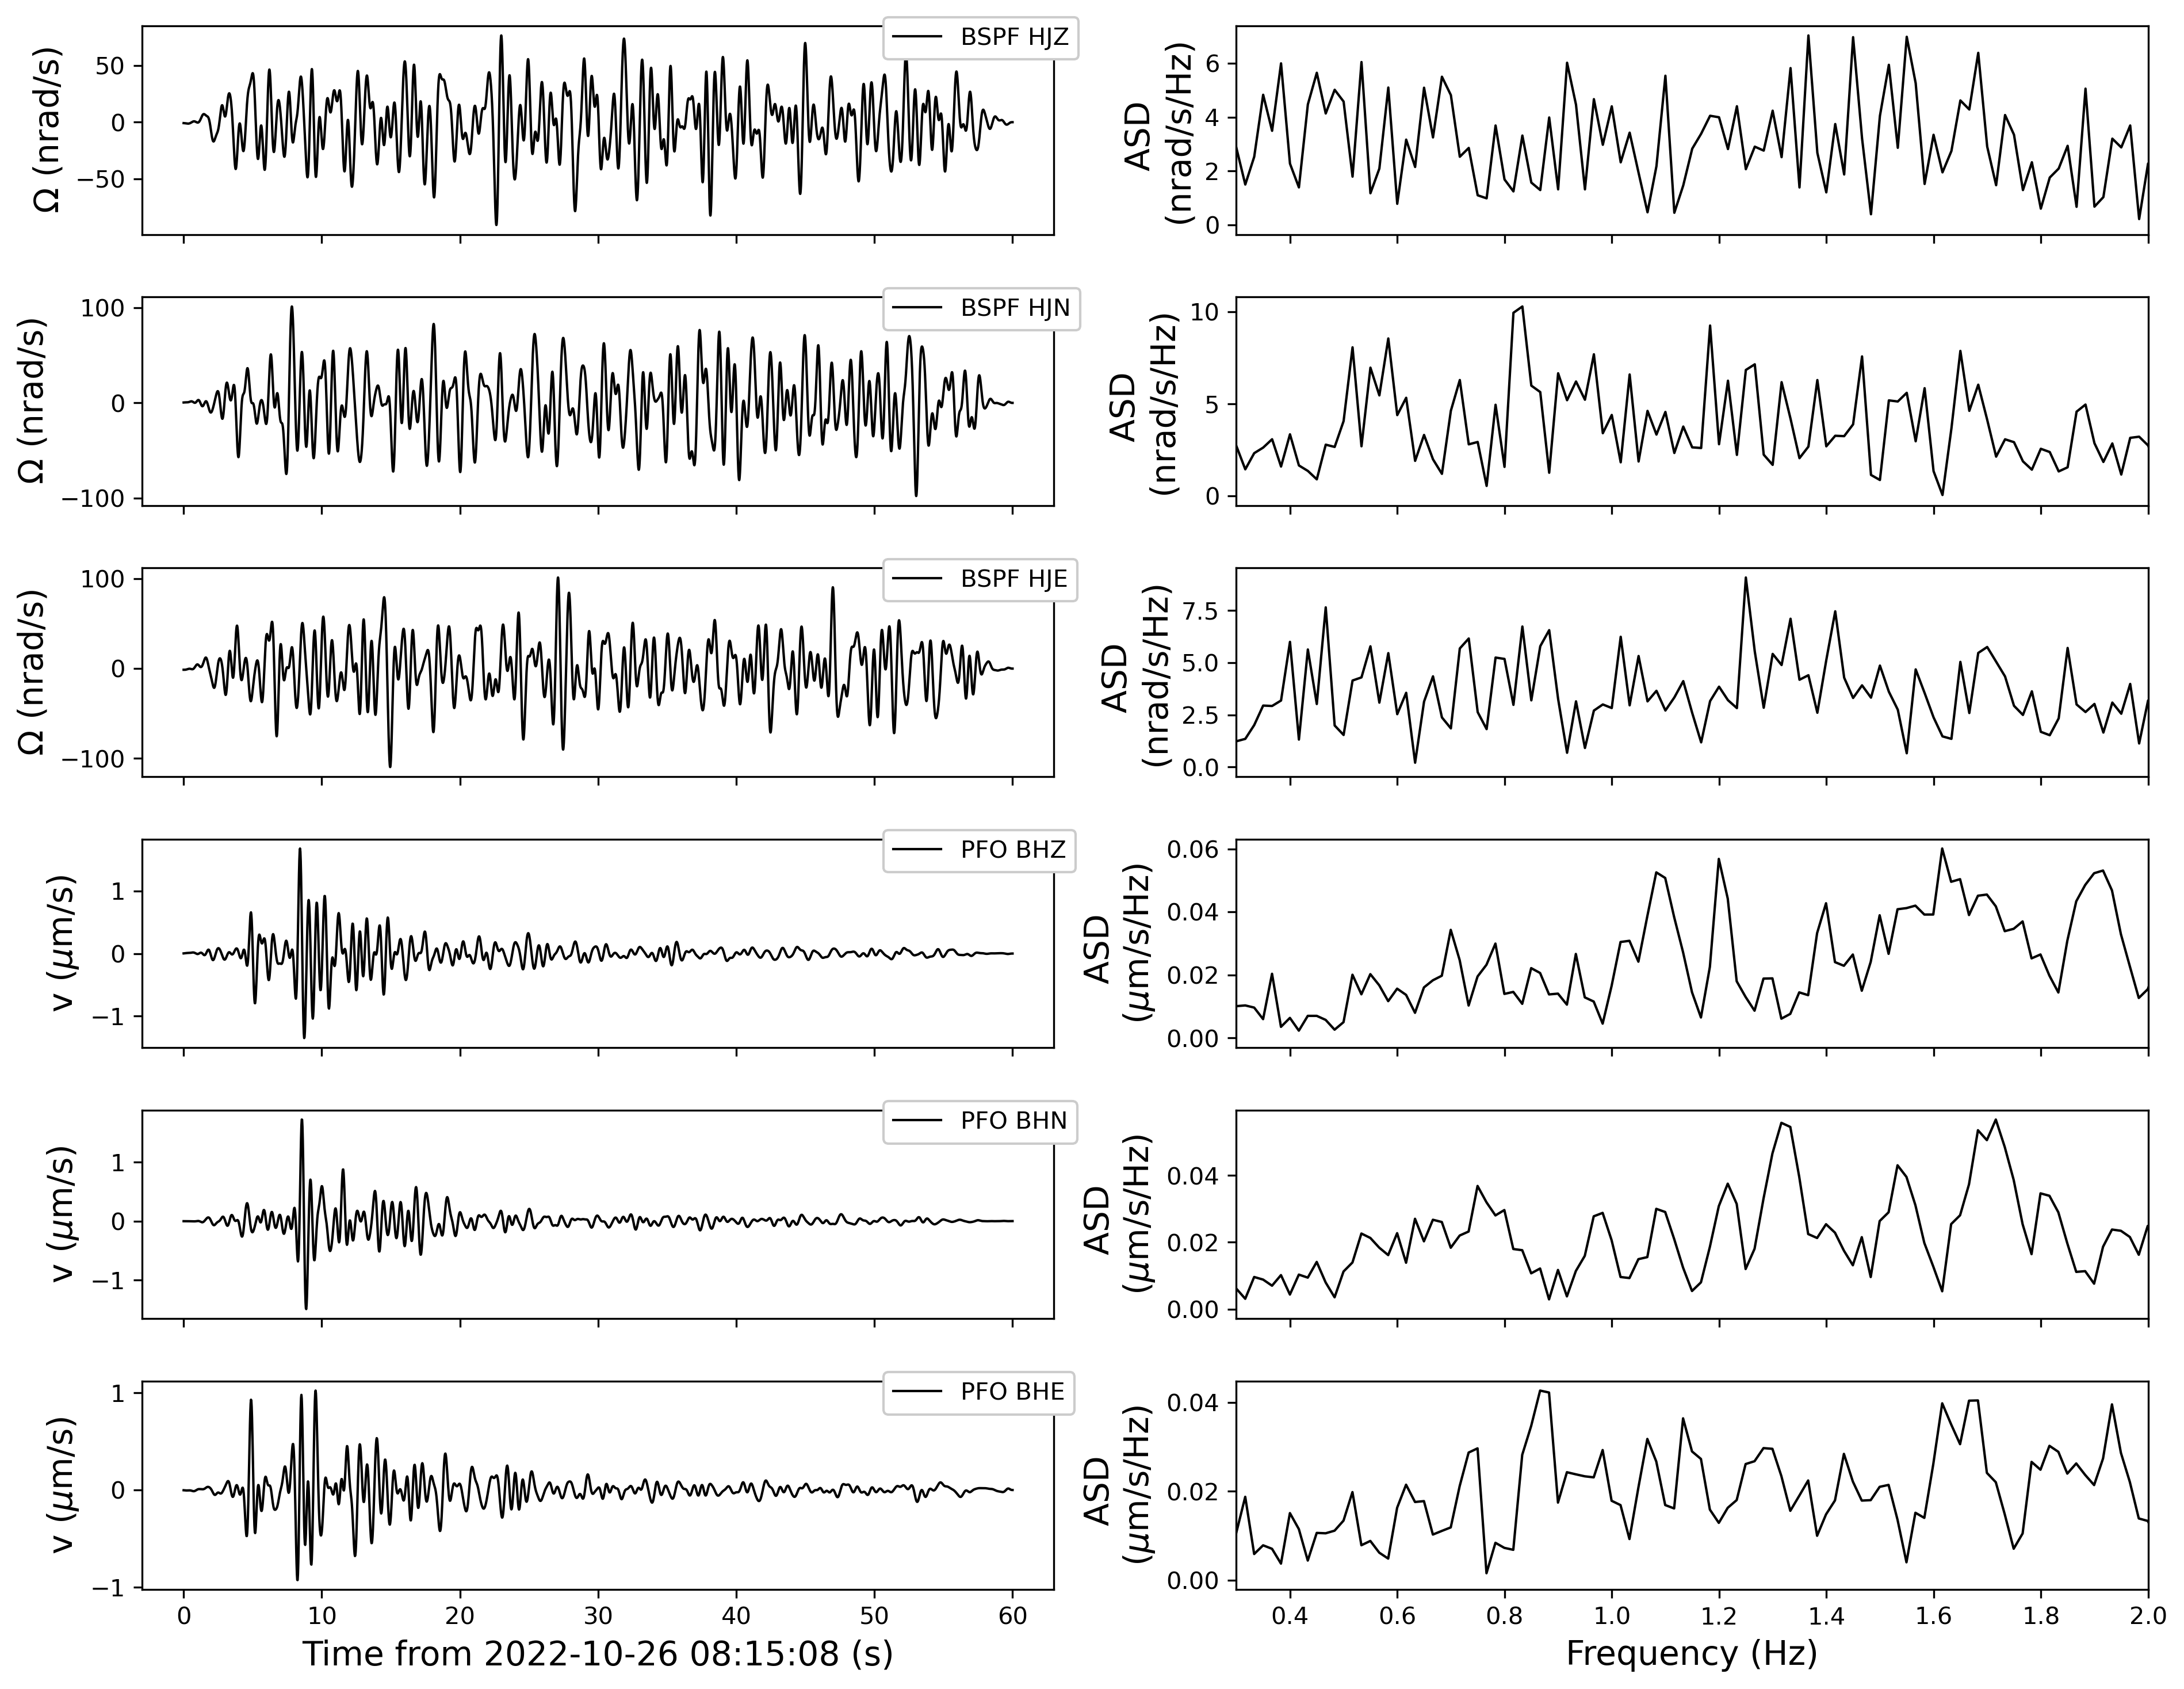 BSPF HJZ
Ω (nrad/s)
50
0
−50
ASD
(nrad/s/Hz)
6
4
2
0
BSPF HJN
Ω (nrad/s)
100
0
−100
ASD
(nrad/s/Hz)
10
5
0
BSPF HJE
Ω (nrad/s)
100
0
−100
ASD
(nrad/s/Hz)
7.5
5.0
2.5
0.0
PFO BHZ
v (μm/s)
1
0
−1
ASD
(μm/s/Hz)
0.06
0.04
0.02
0.00
PFO BHN
v (μm/s)
1
0
−1
ASD
(μm/s/Hz)
0.04
0.02
0.00
PFO BHE
v (μm/s)
1
0
−1
ASD
(μm/s/Hz)
0.04
0.02
0.00
0 10 20 30 40 50 60
Time from 2022-10-26 08:15:08 (s)
0.4 0.6 0.8 1.0 1.2 1.4 1.6 1.8 2.0
Frequency (Hz)